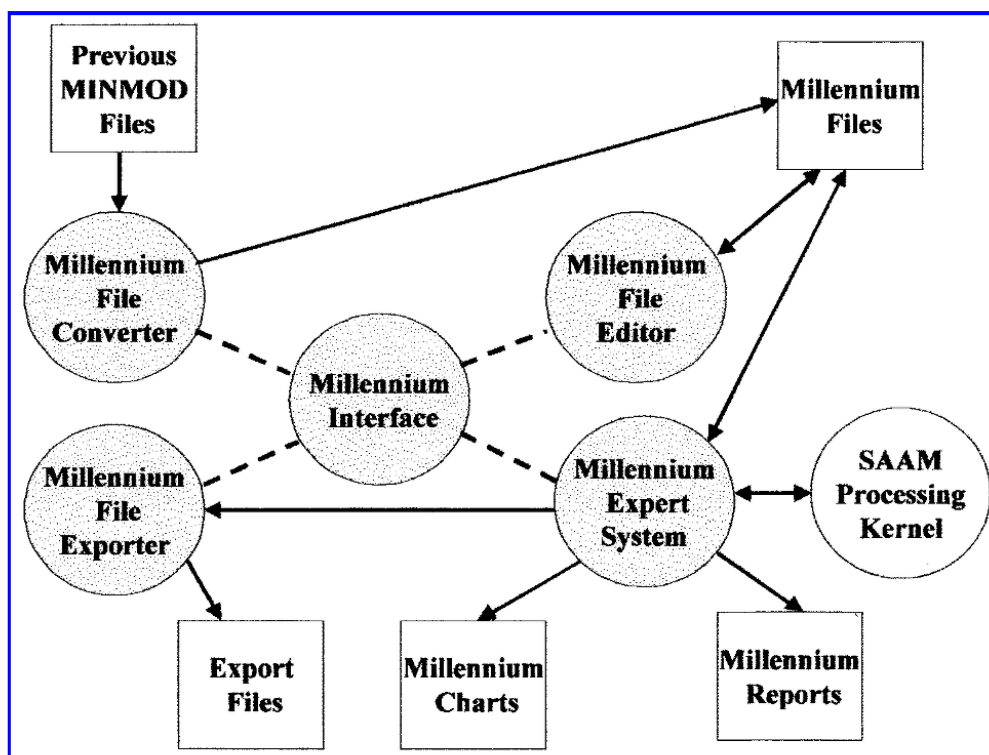 Previous
MINMOD
Files
Millennium
Files
Millennium
File
Converter
Millennium
File
Editor
Millennium
Interface
Millennium
File
Exporter
Millennium
Expert
System
SAAM
Processing
Kernel
Export
Files
Millennium
Charts
Millennium
Reports